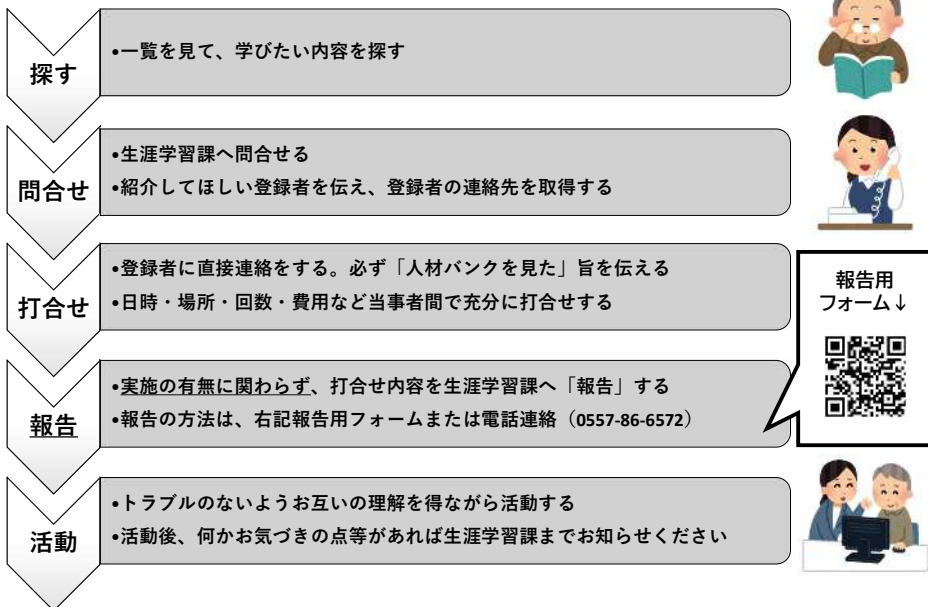 探す
•一覧を見て、学びたい内容を探す
問合せ
•生涯学習課へ問合せる
•紹介してほしい登録者を伝え、登録者の連絡先を取得する
打合せ
•登録者に直接連絡をする。必ず「人材バンクを見た」旨を伝える
•日時・場所・回数・費用など当事者間で充分に打合せする
報告用
フォーム↓
報告
•実施の有無に関わらず、打合せ内容を生涯学習課へ「報告」する
•報告の方法は、右記報告用フォームまたは電話連絡（0557-86-6572）
活動
•トラブルのないようお互いの理解を得ながら活動する
•活動後、何かお気づきの点等があれば生涯学習課までお知らせください